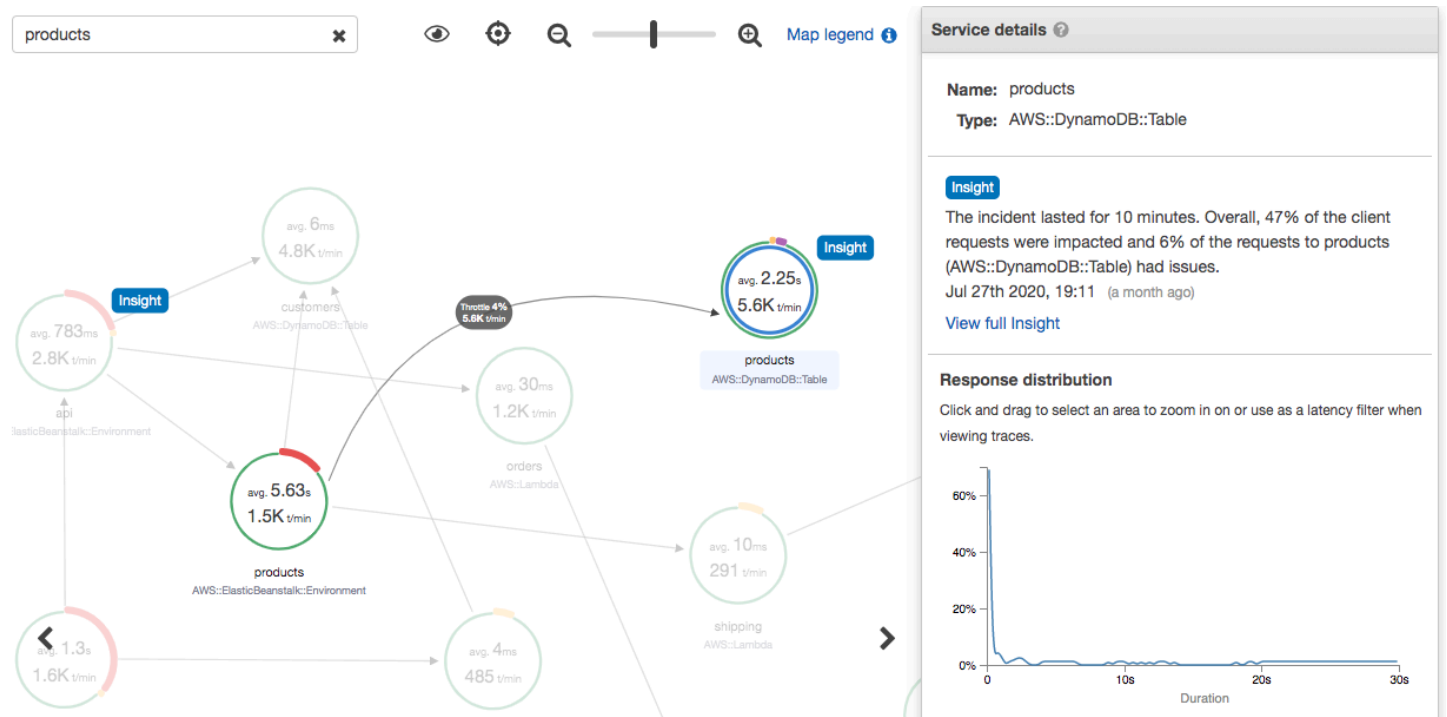 products
Map legend
avg. 6ms
4.8K t/min
customers
AWS::DynamoDB::Table
Insight
avg. 783ms
2.8K t/min
api
ElasticBeanstalk::Environment
Throttle 4%
5.6K t/min
Insight
avg. 2.25s
5.6K t/min
products
AWS::DynamoDB::Table
avg. 30ms
1.2K t/min
orders
AWS::Lambda
avg. 5.63s
1.5K t/min
products
AWS::ElasticBeanstalk::Environment
avg. 10ms
291 t/min
shipping
AWS::Lambda
avg. 1.3s
1.6K t/min
avg. 4ms
485 t/min
Service details
Name: products
Type: AWS::DynamoDB::Table
Insight
The incident lasted for 10 minutes. Overall, 47% of the client
requests were impacted and 6% of the requests to products
(AWS::DynamoDB::Table) had issues.
Jul 27th 2020, 19:11 (a month ago)
View full Insight
Response distribution
Click and drag to select an area to zoom in on or use as a latency filter when
viewing traces.
60%
40%
20%
0%
0
10s
20s
30s
Duration